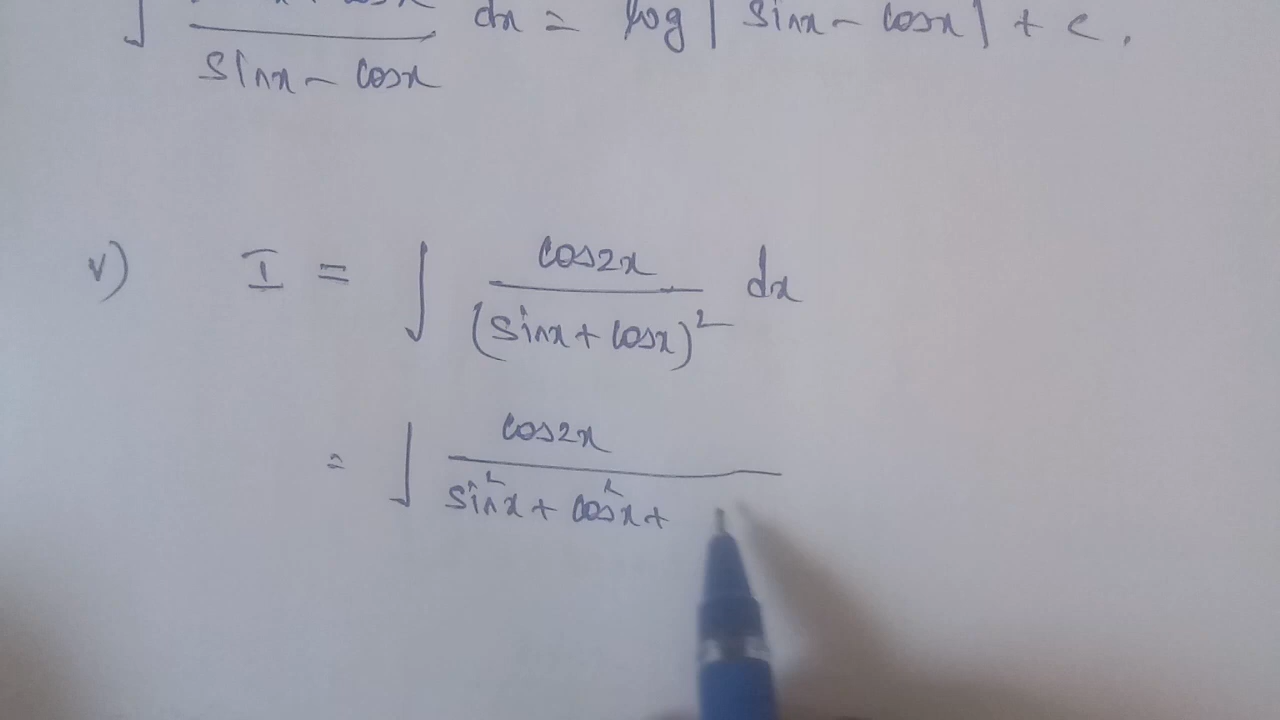 ∫ dx = log | sinx - cosx | + c.
sinx - cosx
v) I = ∫ cos2x / (sinx + cosx)² dx
= ∫ cos2x / sin²x + cos²x +